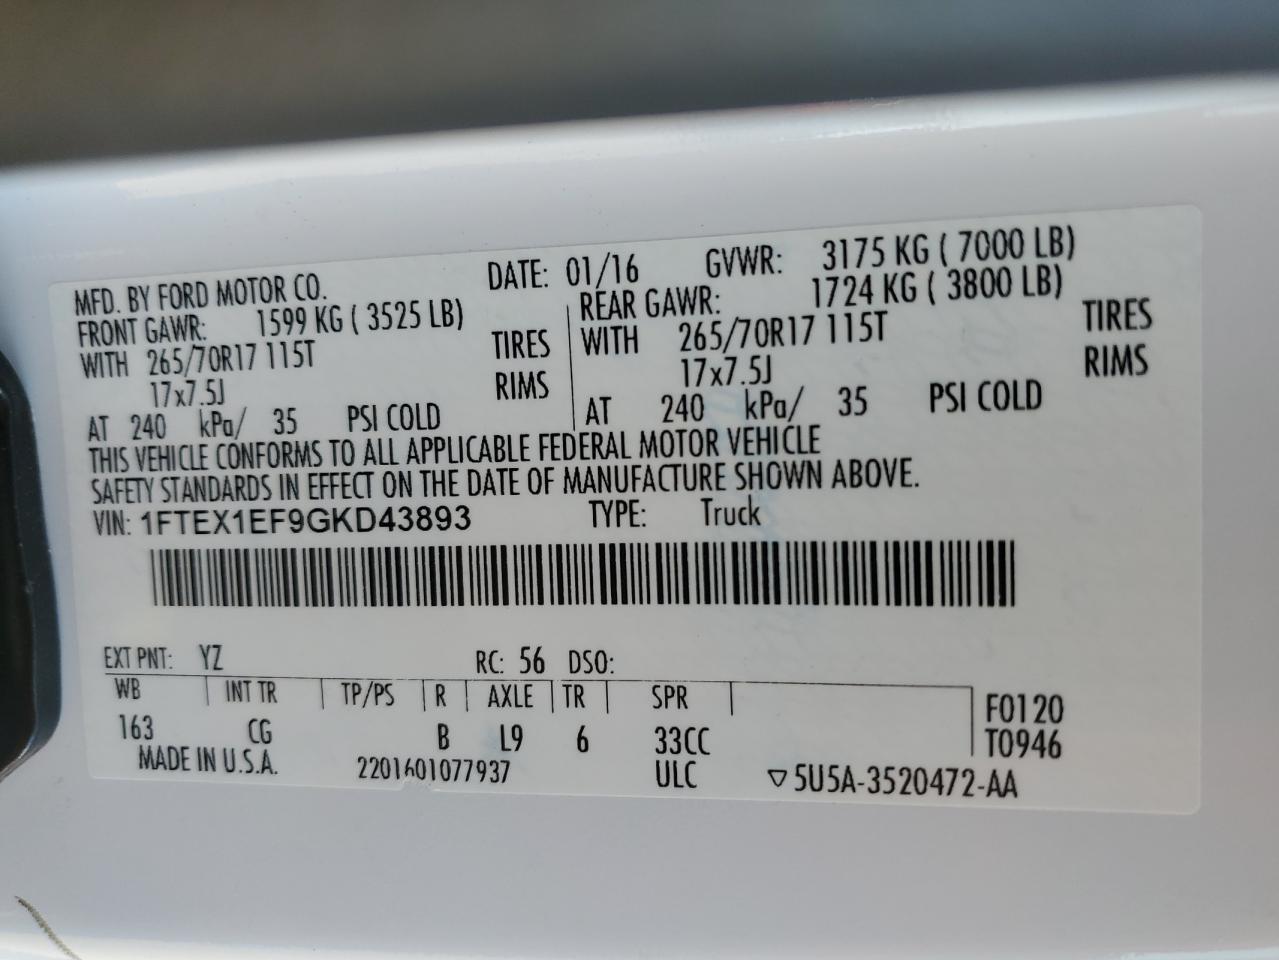 MFD. BY FORD MOTOR CO. DATE: 01/16 GVWR: 3175 KG ( 7000 LB)
FRONT GAWR: 1599 KG ( 3525 LB) REAR GAWR: 1724 KG ( 3800 LB)
WITH 265/70R17 115T TIRES WITH 265/70R17 115T TIRES
17x7.5J RIMS 17x7.5J RIMS
AT 240 kPa/ 35 PSI COLD AT 240 kPa/ 35 PSI COLD
THIS VEHICLE CONFORMS TO ALL APPLICABLE FEDERAL MOTOR VEHICLE
SAFETY STANDARDS IN EFFECT ON THE DATE OF MANUFACTURE SHOWN ABOVE.
VIN: 1FTEX1EF9GKD43893 TYPE: Truck
EXT PNT: YZ RC: 56 DSO:
WB INT TR TP/PS R AXLE TR SPR F0120
163 CG B L9 6 33CC T0946
MADE IN U.S.A. 2201601077937 ULC ▽5U5A-3520472-AA